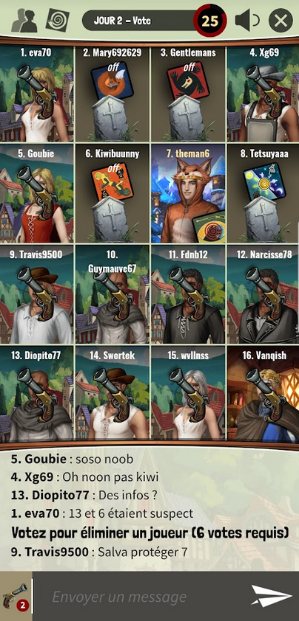 JOUR 2 - Vote
25
1. eva70
2. Mary692629
off
3. Gentlemans
off
4. Xg69
5. Goubie
6. Kiwibuunny
off
7. theman6
8. Tetsuyaaa
9. Travis9500
10.
Guymauve67
11. Fdnb12
12. Narcisse78
13. Diopito77
14. Swortek
15. wvllnss
16. Vanqish
5. Goubie : soso noob
4. Xg69 : Oh noon pas kiwi
13. Diopito77 : Des infos ?
1. eva70 : 13 et 6 étaient suspect
Votez pour éliminer un joueur (6 votes requis)
9. Travis9500 : Salva protéger 7
2
Envoyer un message